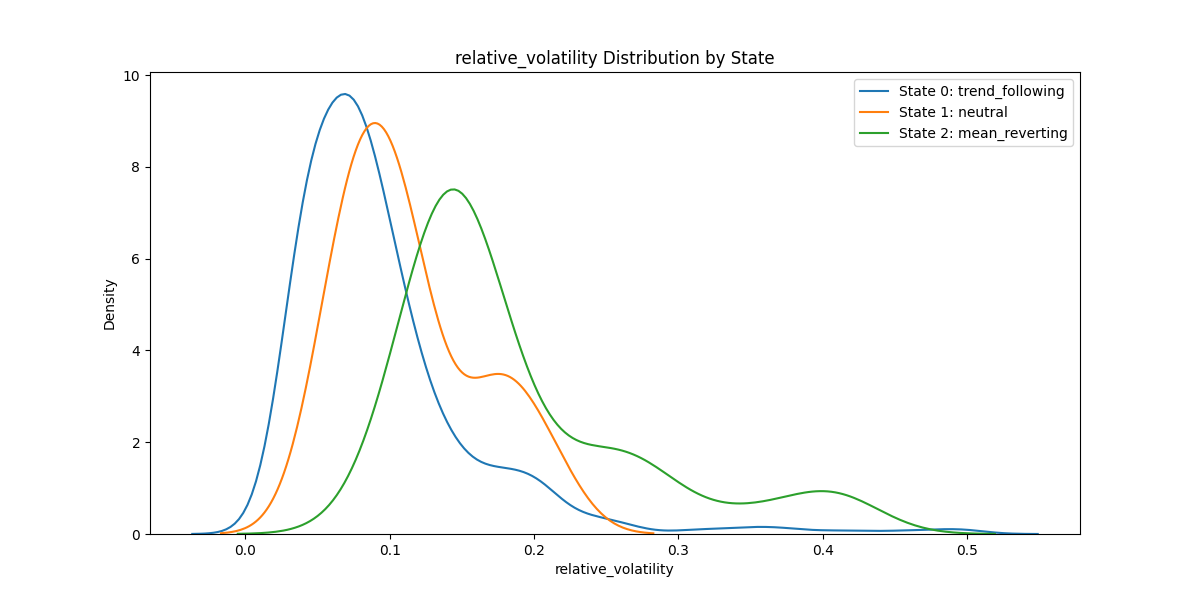 relative_volatility Distribution by State
State 0: trend_following
State 1: neutral
State 2: mean_reverting
Density
10
8
6
4
2
0
0.0 0.1 0.2 0.3 0.4 0.5
relative_volatility